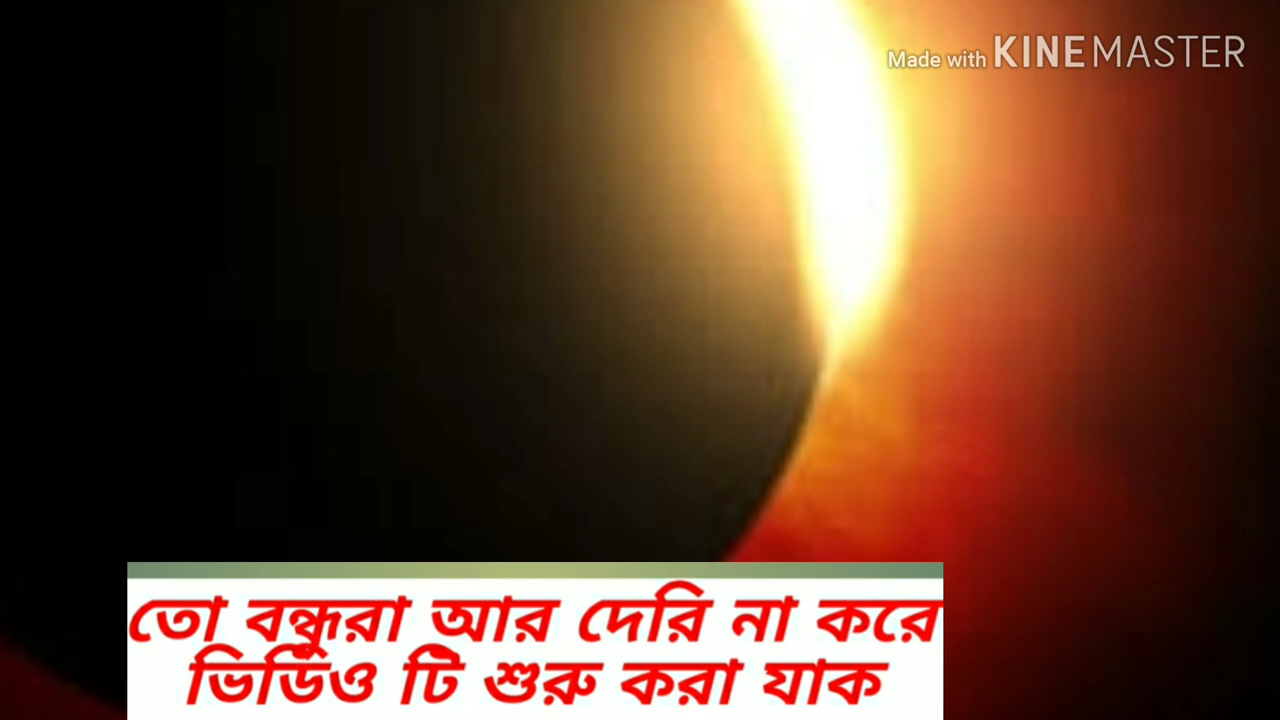 Made with KINEMASTER
তো বন্ধুরা আর দেরি না করে
ভিডিও টি শুরু করা যাক